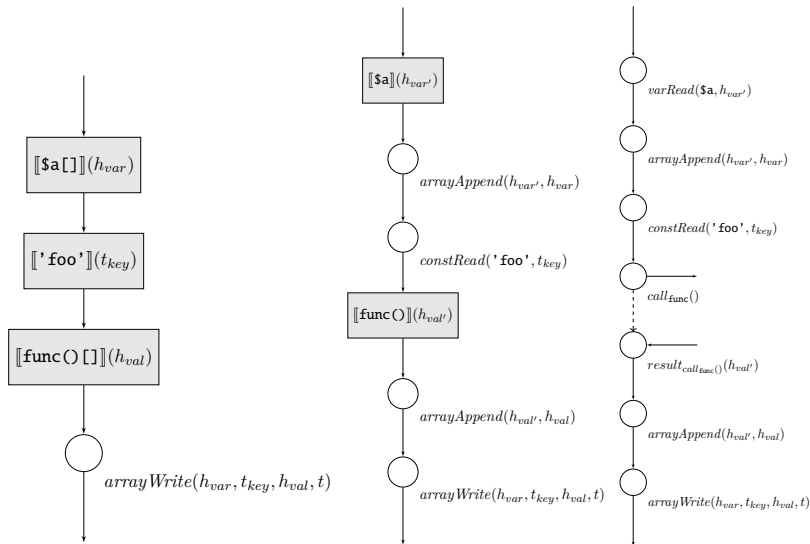 ⟦$a[]⟧(h_var)
⟦'foo'⟧(t_key)
⟦func()[]⟧(h_val)
arrayWrite(h_var, t_key, h_val, t)
⟦$a⟧(h_var′)
arrayAppend(h_var′, h_var)
constRead('foo', t_key)
⟦func()⟧(h_val′)
arrayAppend(h_val′, h_val)
arrayWrite(h_var, t_key, h_val, t)
varRead($a, h_var′)
arrayAppend(h_var′, h_var)
constRead('foo', t_key)
call_func()
result_call_func()(h_val′)
arrayAppend(h_val′, h_val)
arrayWrite(h_var, t_key, h_val, t)